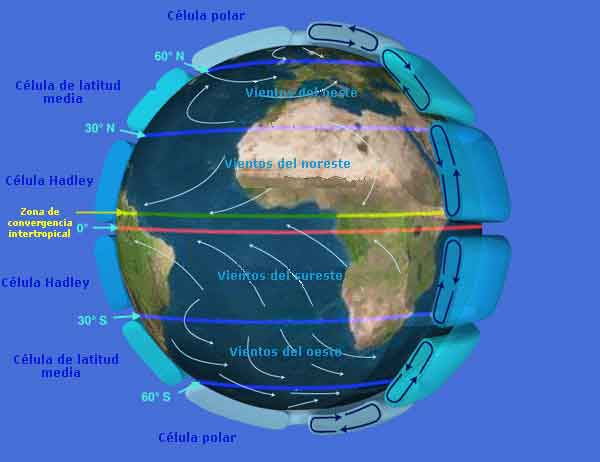 Célula polar
60° N
Célula de latitud
media
Vientos del oeste
30° N
Vientos del noreste
Célula Hadley
Zona de
convergencia
intertropical
0°
Vientos del sureste
Célula Hadley
30° S
Vientos del oeste
Célula de latitud
media
60° S
Célula polar